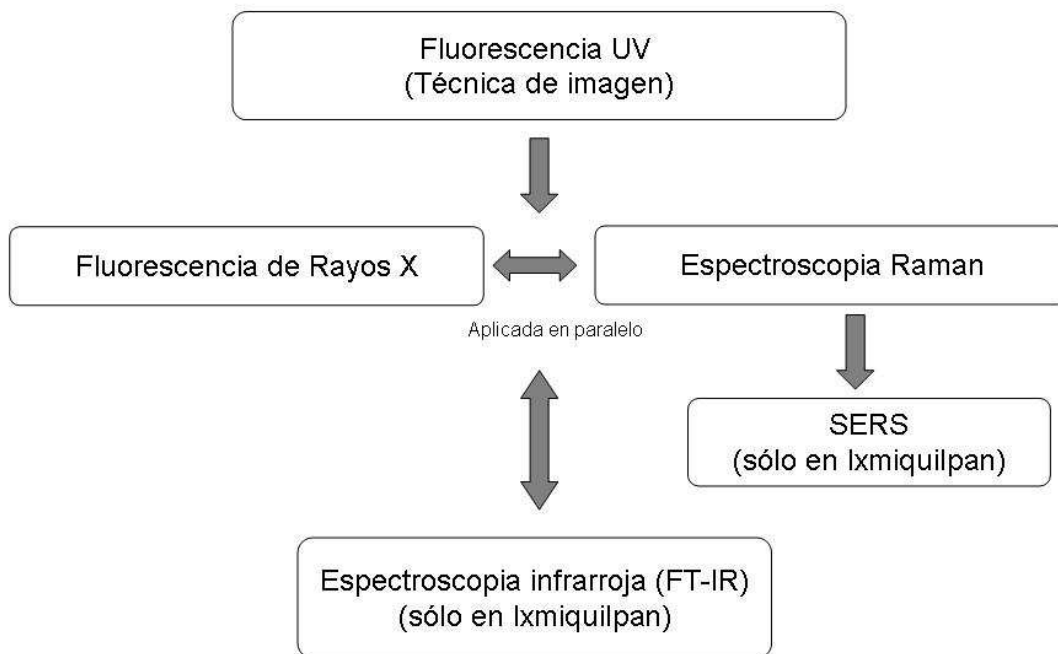 Fluorescencia UV
(Técnica de imagen)
Fluorescencia de Rayos X
Espectroscopia Raman
Aplicada en paralelo
SERS
(sólo en Ixmiquilpan)
Espectroscopia infrarroja (FT-IR)
(sólo en Ixmiquilpan)